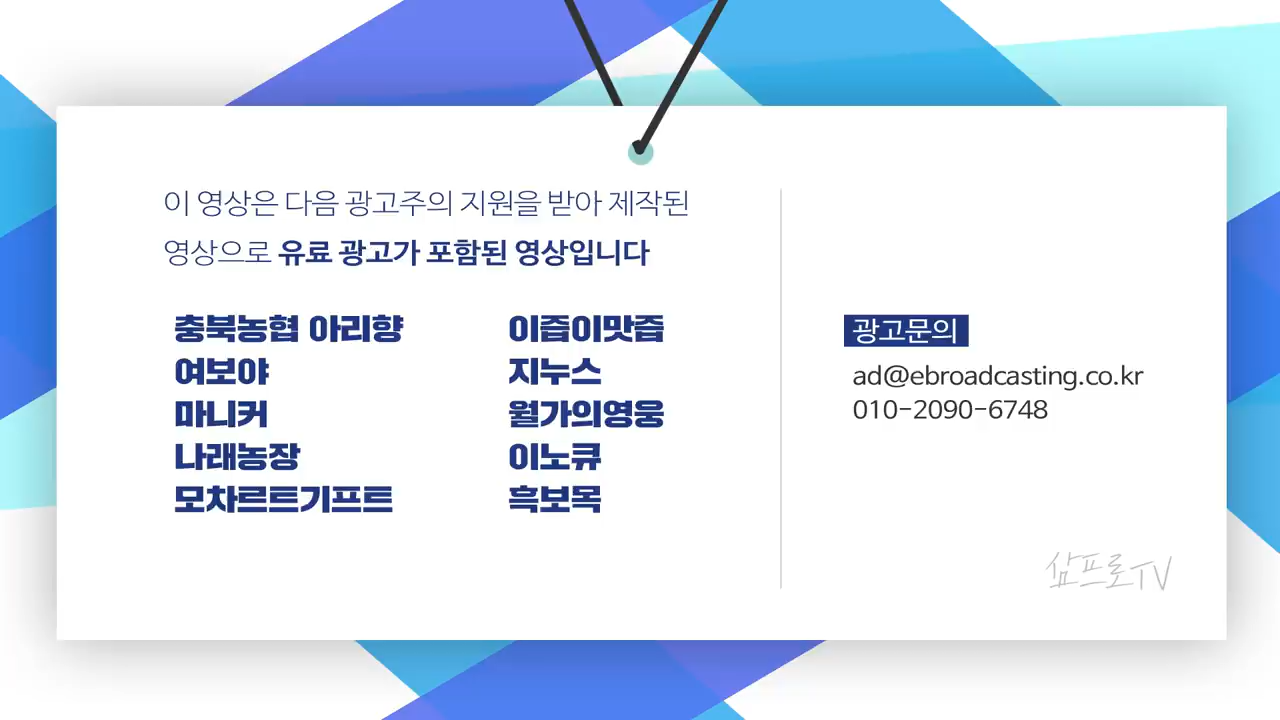 이 영상은 다음 광고주의 지원을 받아 제작된
영상으로 유료 광고가 포함된 영상입니다
충북농협 아리향
여보야
마니커
나래농장
모차르트기프트
이즙이맛즙
지누스
월가의영웅
이노큐
흑보목
광고문의
ad@ebroadcasting.co.kr
010-2090-6748
삼프로TV